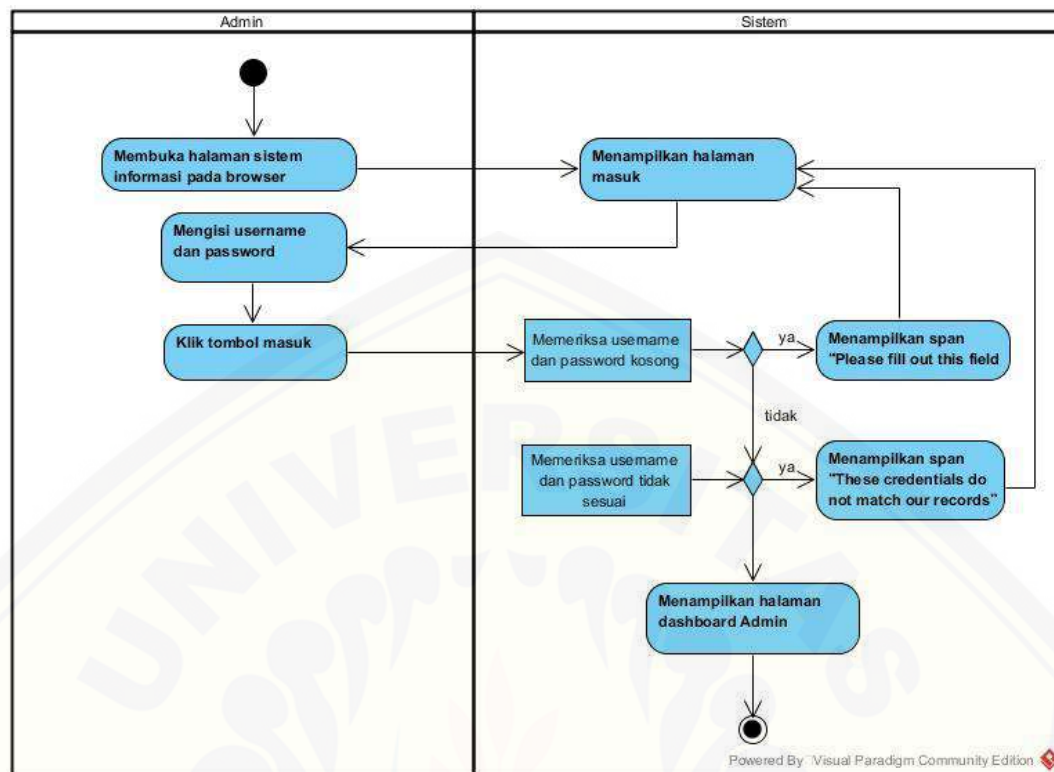 Admin
Sistem
Membuka halaman sistem
informasi pada browser
Menampilkan halaman
masuk
Mengisi username
dan password
Klik tombol masuk
Memeriksa username
dan password kosong
ya
Menampilkan span
"Please fill out this field
tidak
Memeriksa username
dan password tidak
sesuai
ya
Menampilkan span
"These credentials do
not match our records"
Menampilkan halaman
dashboard Admin
UNIVERSITAS
Powered By Visual Paradigm Community Edition